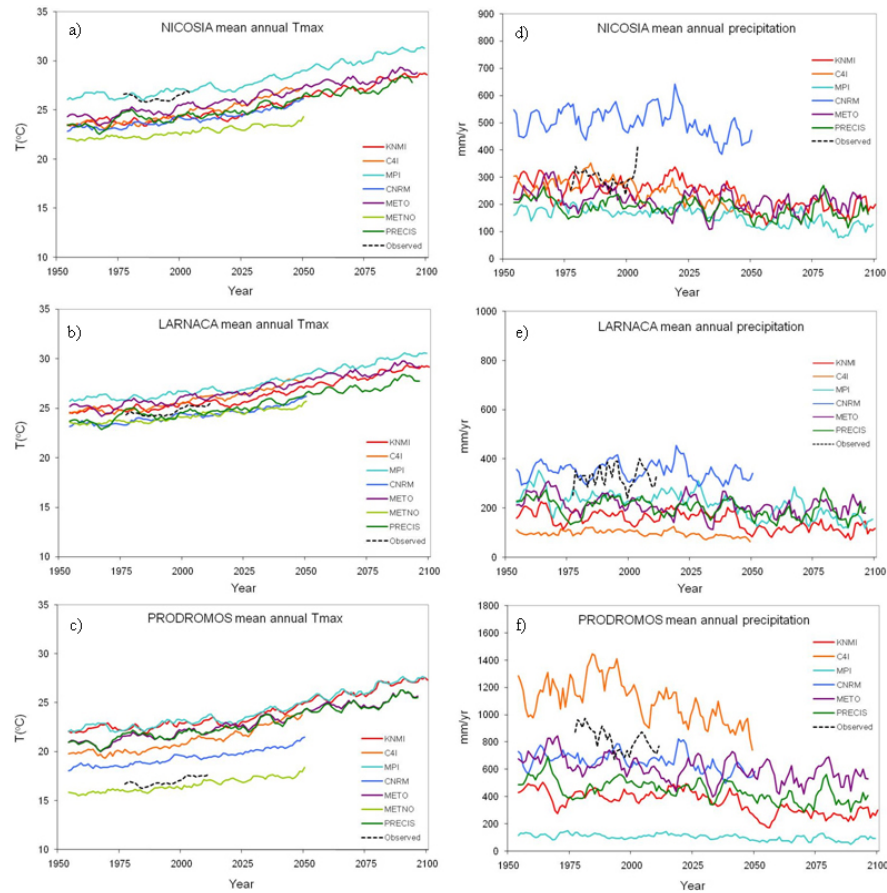 a)
NICOSIA mean annual Tmax
35
30
25
20
15
10
T(°C)
KNMI
C4I
MPI
CNRM
METO
METNO
PRECIS
Observed
1950 1975 2000 2025 2050 2075 2100
Year
d)
NICOSIA mean annual precipitation
900
800
700
600
500
400
300
200
100
0
mm/yr
KNMI
C4I
MPI
CNRM
METO
PRECIS
Observed
1950 1975 2000 2025 2050 2075 2100
Year
b)
LARNACA mean annual Tmax
35
30
25
20
15
10
T(°C)
KNMI
C4I
MPI
CNRM
METO
METNO
PRECIS
Observed
1950 1975 2000 2025 2050 2075 2100
Year
e)
LARNACA mean annual precipitation
1000
800
600
400
200
0
mm/yr
KNMI
C4I
MPI
CNRM
METO
PRECIS
Observed
1950 1975 2000 2025 2050 2075 2100
Year
c)
PRODROMOS mean annual Tmax
35
30
25
20
15
10
T(°C)
KNMI
C4I
MPI
CNRM
METO
METNO
PRECIS
Observed
1950 1975 2000 2025 2050 2075 2100
Year
f)
PRODROMOS mean annual precipitation
1800
1600
1400
1200
1000
800
600
400
200
0
mm/yr
KNMI
C4I
MPI
CNRM
METO
PRECIS
Observed
1950 1975 2000 2025 2050 2075 2100
Year